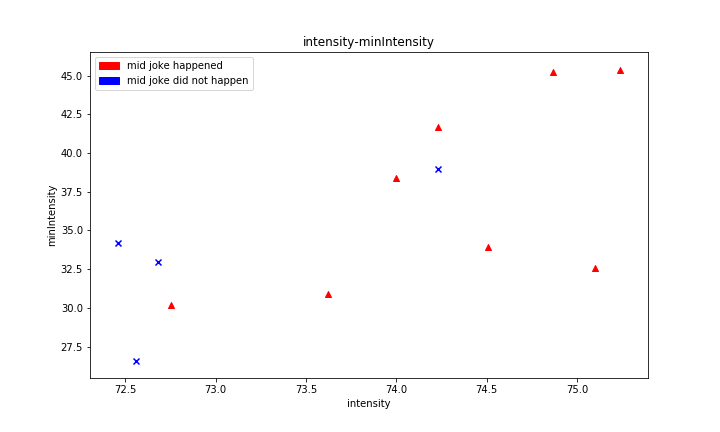 intensity-minIntensity
mid joke happened
mid joke did not happen
45.0
42.5
40.0
37.5
35.0
32.5
30.0
27.5
minIntensity
72.5 73.0 73.5 74.0 74.5 75.0
intensity